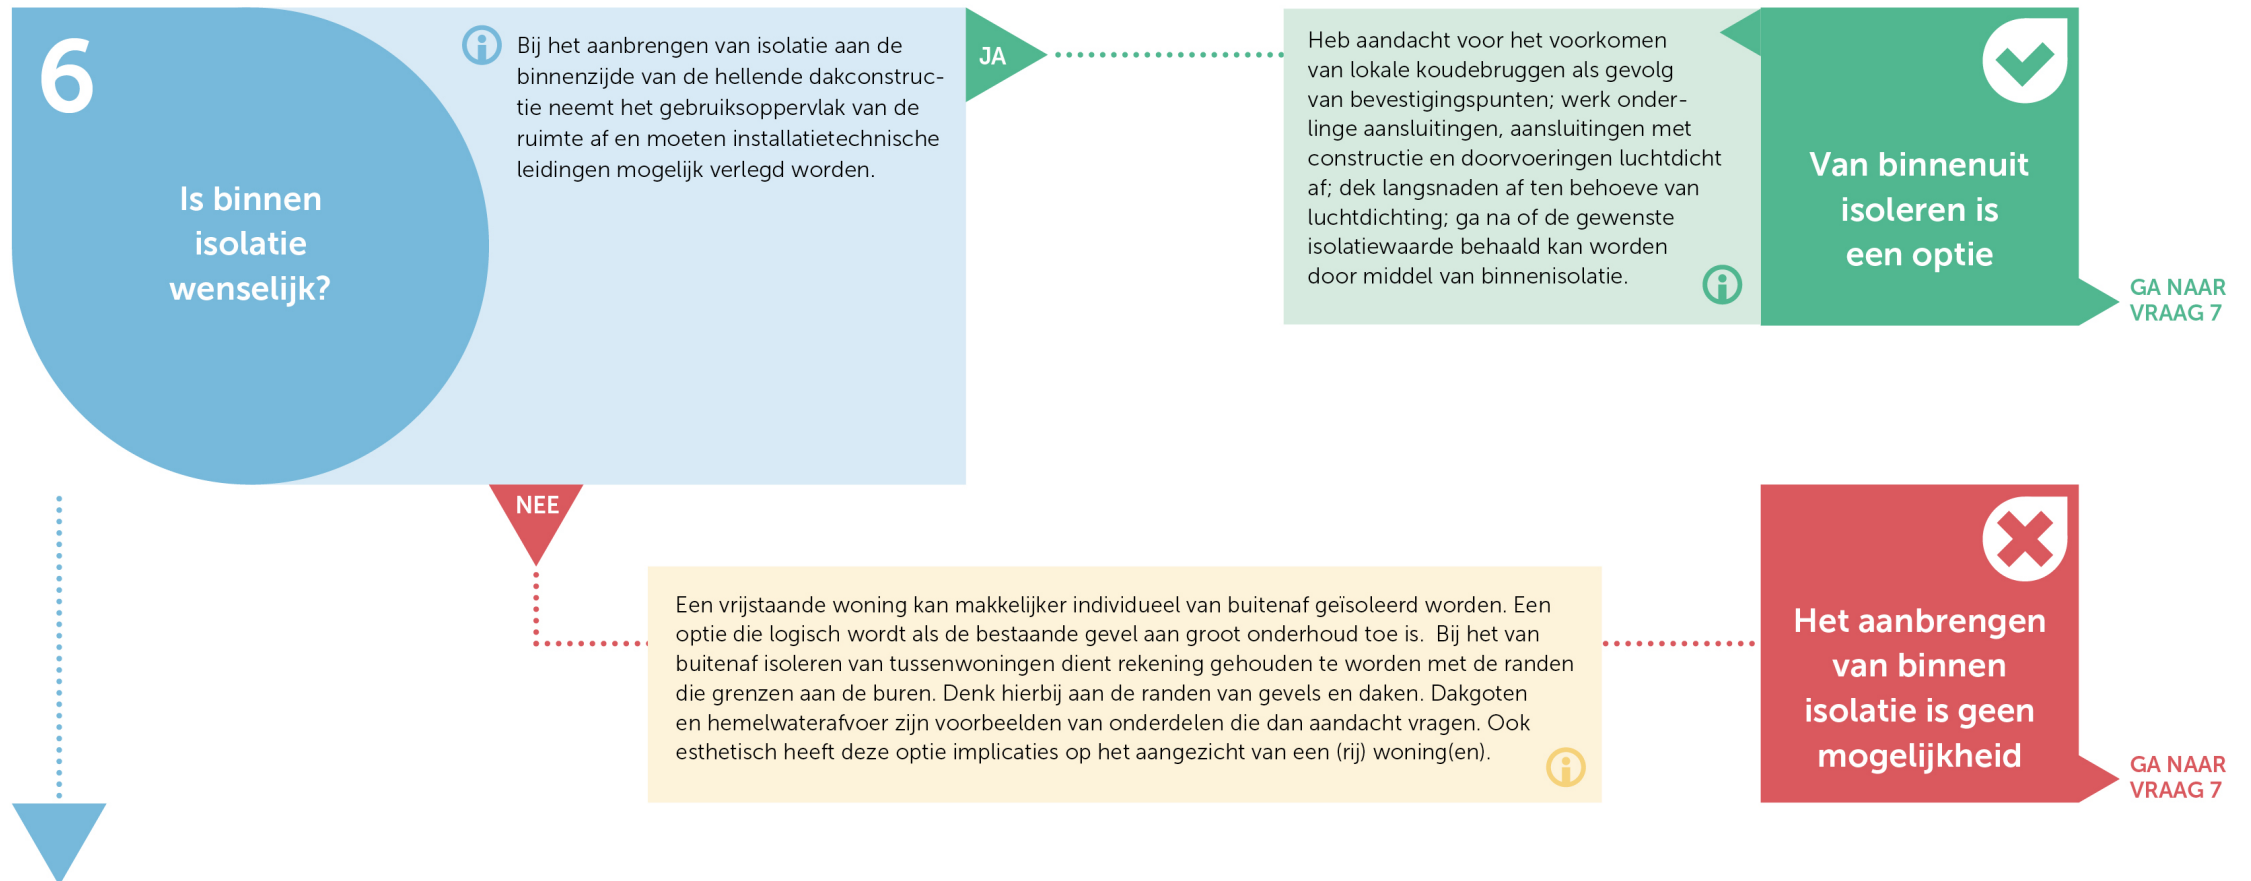 6
Is binnen
isolatie
wenselijk?
Bij het aanbrengen van isolatie aan de
binnenzijde van de hellende dakconstruc-
tie neemt het gebruiksoppervlak van de
ruimte af en moeten installatietechnische
leidingen mogelijk verlegd worden.
JA
Heb aandacht voor het voorkomen
van lokale koudebruggen als gevolg
van bevestigingspunten; werk onder-
linge aansluitingen, aansluitingen met
constructie en doorvoeringen luchtdicht
af; dek langsnaden af ten behoeve van
luchtdichting; ga na of de gewenste
isolatiewaarde behaald kan worden
door middel van binnenisolatie.
Van binnenuit
isoleren is
een optie
GA NAAR
VRAAG 7
NEE
Een vrijstaande woning kan makkelijker individueel van buitenaf geïsoleerd worden. Een
optie die logisch wordt als de bestaande gevel aan groot onderhoud toe is.  Bij het van
buitenaf isoleren van tussenwoningen dient rekening gehouden te worden met de randen
die grenzen aan de buren. Denk hierbij aan de randen van gevels en daken. Dakgoten
en hemelwaterafvoer zijn voorbeelden van onderdelen die dan aandacht vragen. Ook
esthetisch heeft deze optie implicaties op het aangezicht van een (rij) woning(en).
Het aanbrengen
van binnen
isolatie is geen
mogelijkheid
GA NAAR
VRAAG 7